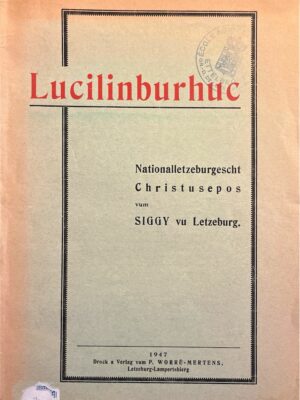 Lucilinburhuc
Nationalletzeburgescht
Christusepos
vum
SIGGY vu Letzeburg.
1947
Drock a Verlag vum P. WORRÉ-MERTENS,
Letzeburg-Lampertsbierg